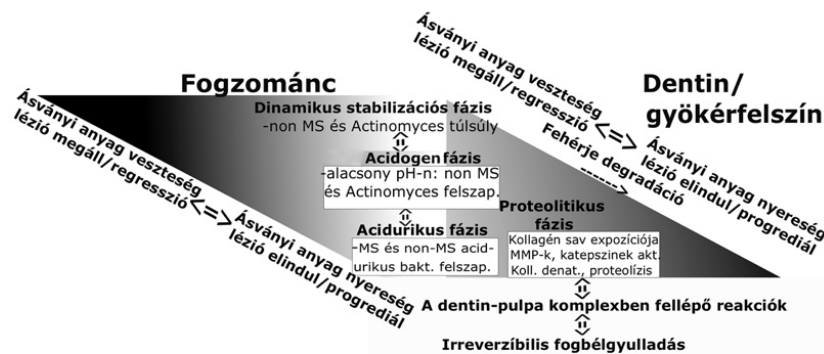 Fogzománc
Dentin/
gyökérfelszín
Ásványi anyag veszteség
lézió megáll/regresszió
<=>
Ásványi anyag nyereség
lézió elindul/progrediál
Dinamikus stabilizációs fázis
-non MS és Actinomyces túlsúly
Acidogen fázis
-alacsony pH-n: non MS
és Actinomyces felszap.
Acidurikus fázis
-MS és non-MS acid-
urikus bakt. felszap.
Ásványi anyag veszteség
lézió megáll/regresszió
<=>
Ásványi anyag nyereség
lézió elindul/progrediál
Fehérje degradáció
------>
Proteolitikus
fázis
Kollagén sav expozíciója
MMP-k, katepszinek akt.
Koll. denat., proteolízis
A dentin-pulpa komplexben fellépő reakciók
Irreverzíbilis fogbélgyulladás